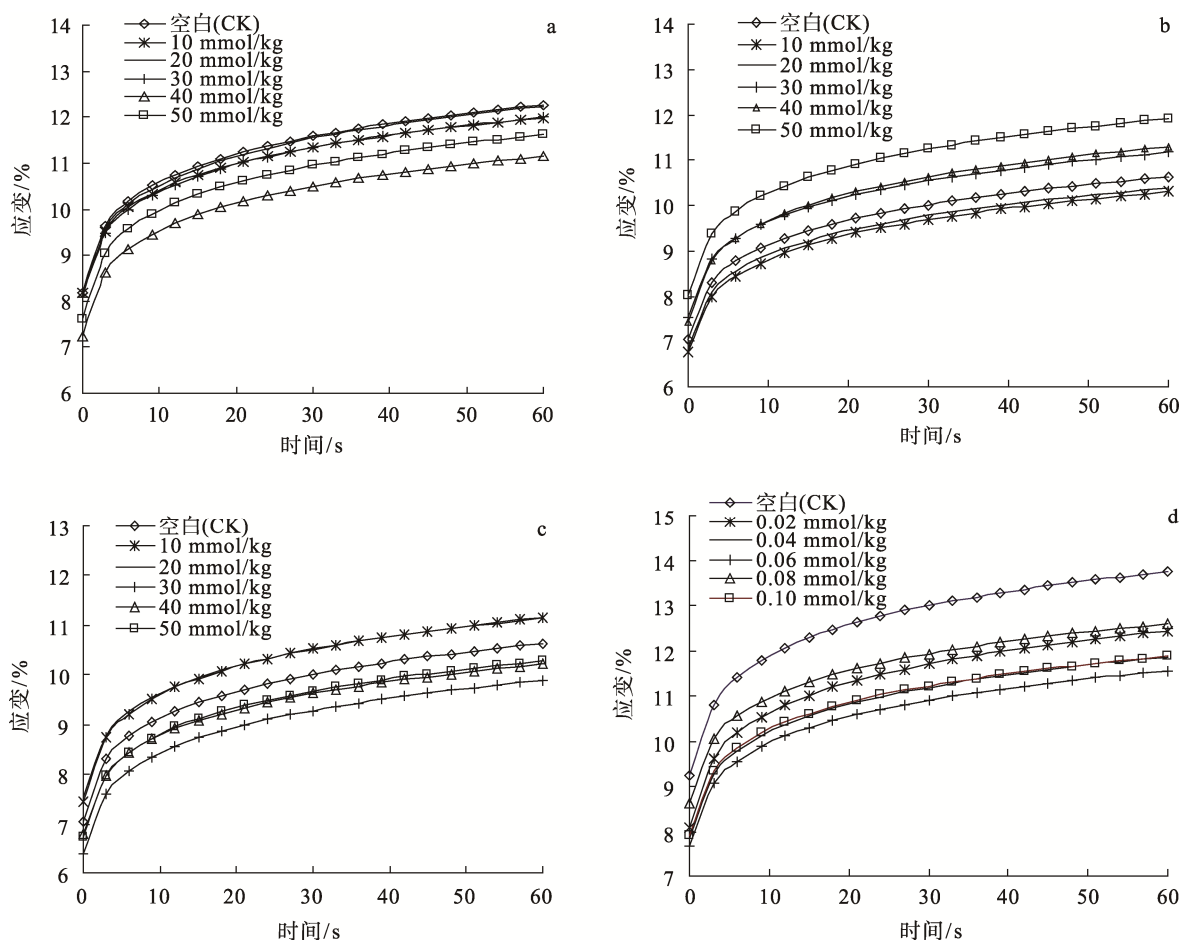 a
空白(CK)
10 mmol/kg
20 mmol/kg
30 mmol/kg
40 mmol/kg
50 mmol/kg
14
13
12
11
10
9
8
7
6
应变/%
0 10 20 30 40 50 60
时间/s
b
空白(CK)
10 mmol/kg
20 mmol/kg
30 mmol/kg
40 mmol/kg
50 mmol/kg
14
13
12
11
10
9
8
7
6
应变/%
0 10 20 30 40 50 60
时间/s
c
空白(CK)
10 mmol/kg
20 mmol/kg
30 mmol/kg
40 mmol/kg
50 mmol/kg
13
12
11
10
9
8
7
6
应变/%
0 10 20 30 40 50 60
时间/s
d
空白(CK)
0.02 mmol/kg
0.04 mmol/kg
0.06 mmol/kg
0.08 mmol/kg
0.10 mmol/kg
15
14
13
12
11
10
9
8
7
应变/%
0 10 20 30 40 50 60
时间/s